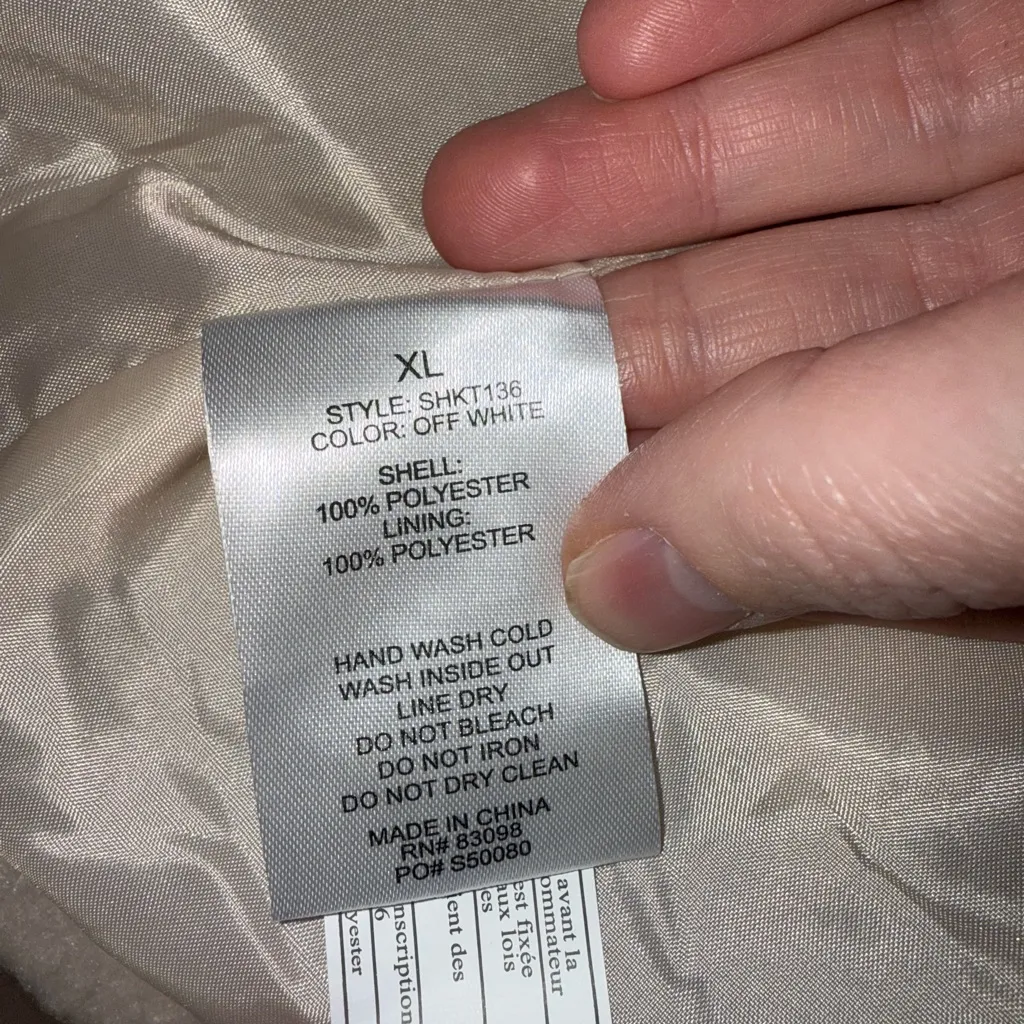 XL
STYLE: SHKT136
COLOR: OFF WHITE
SHELL:
100% POLYESTER
LINING:
100% POLYESTER
HAND WASH COLD
WASH INSIDE OUT
LINE DRY
DO NOT BLEACH
DO NOT IRON
DO NOT DRY CLEAN
MADE IN CHINA
RN# 83098
PO# S50080
avant la
ommateur
est fixée
aux lois
es
ent des
nscription
6
yester